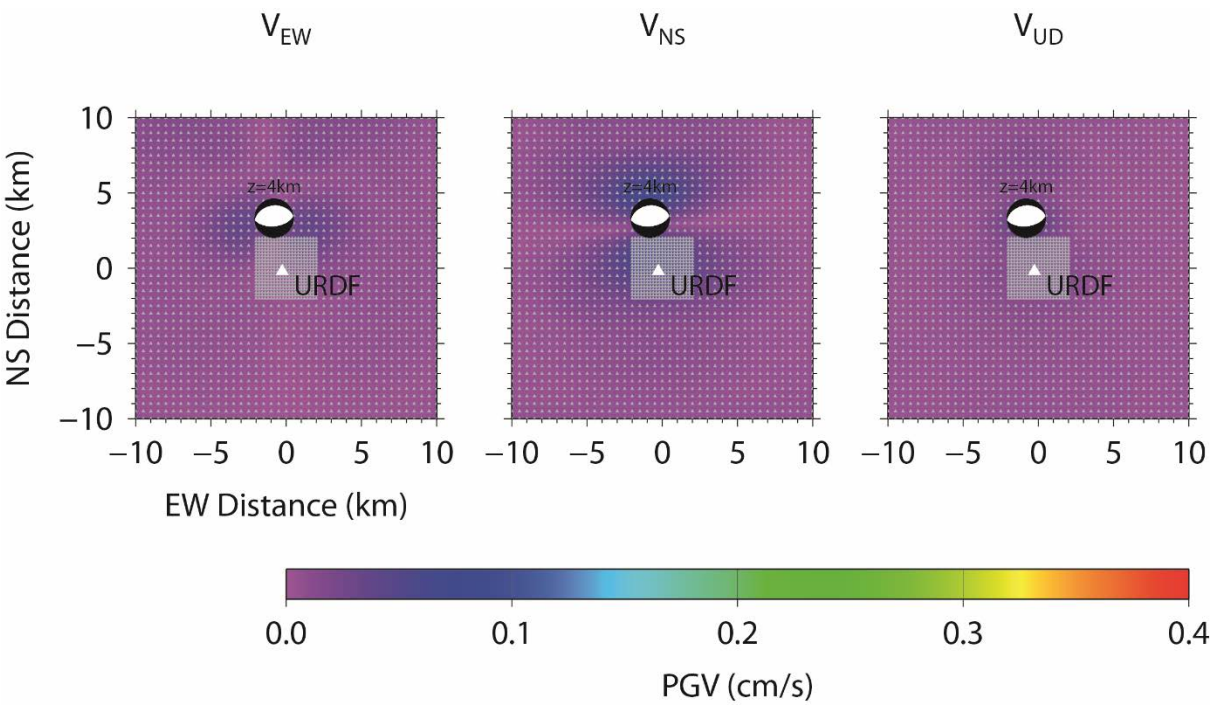 V_EW V_NS V_UD
10
5
0
−5
−10
NS Distance (km)
z=4km
URDF
z=4km
URDF
z=4km
URDF
−10 −5 0 5 10
−10 −5 0 5 10
−10 −5 0 5 10
EW Distance (km)
0.0 0.1 0.2 0.3 0.4
PGV (cm/s)